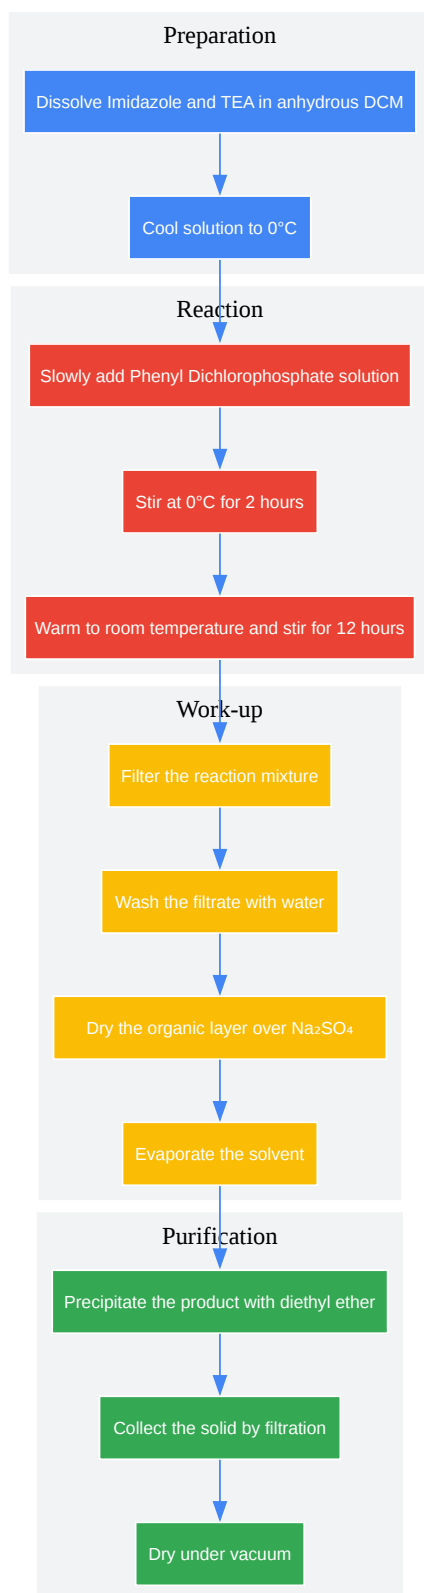 Preparation
Dissolve Imidazole and TEA in anhydrous DCM
Cool solution to 0°C
Reaction
Slowly add Phenyl Dichlorophosphate solution
Stir at 0°C for 2 hours
Warm to room temperature and stir for 12 hours
Work-up
Filter the reaction mixture
Wash the filtrate with water
Dry the organic layer over Na₂SO₄
Evaporate the solvent
Purification
Precipitate the product with diethyl ether
Collect the solid by filtration
Dry under vacuum